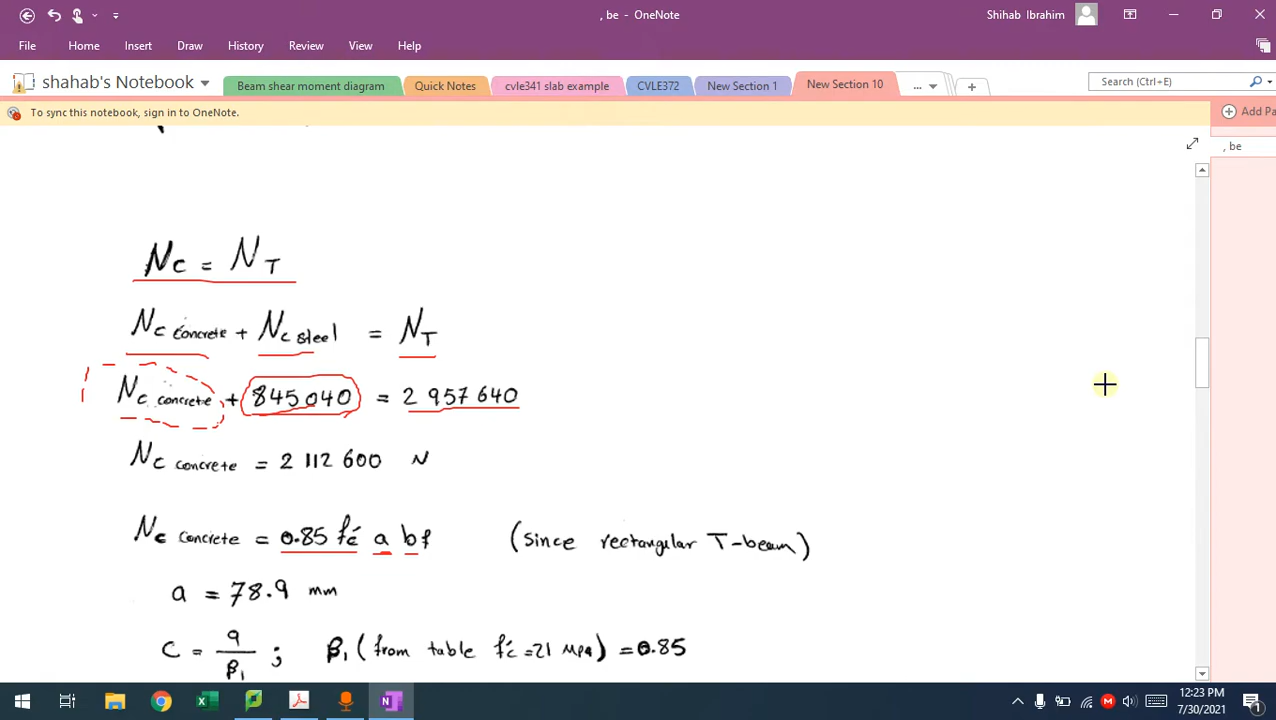 , be - OneNote
Shihab Ibrahim
File Home Insert Draw History Review View Help
shahab's Notebook Beam shear moment diagram Quick Notes cvle341 slab example CVLE372 New Section 1 New Section 10 ... Search (Ctrl+E)
To sync this notebook, sign in to OneNote.
Add Pa
, be
Nc = NT
Nc concrete + Nc steel = NT
Nc concrete + 845 040 = 2 957 640
Nc concrete = 2 112 600 N
Nc concrete = 0.85 f'c a bf (since rectangular T-beam)
a = 78.9 mm
C = a/β1 ; β1 (from table f'c=21 MPa) = 0.85
12:23 PM
7/30/2021
1